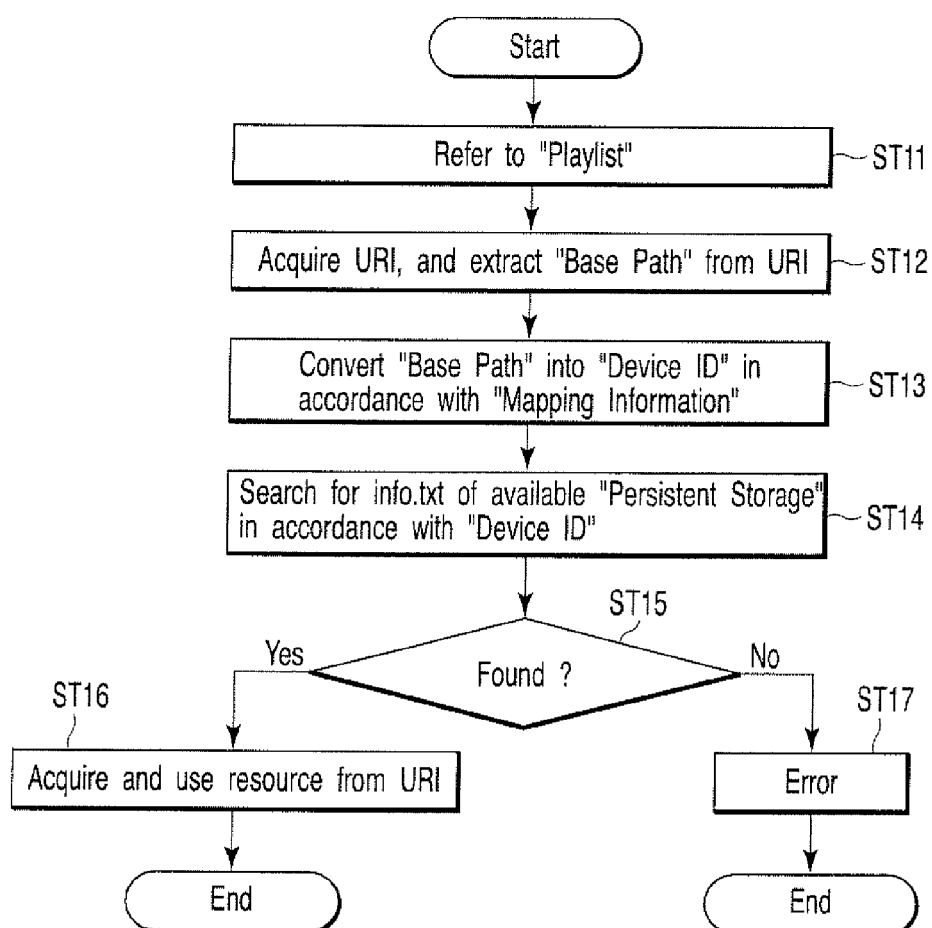 Start
Refer to "Playlist"
ST11
Acquire URI, and extract "Base Path" from URI
ST12
Convert "Base Path" into "Device ID" in
accordance with "Mapping Information"
ST13
Search for info.txt of available "Persistent Storage"
in accordance with "Device ID"
ST14
ST15
Found ?
Yes
No
ST16
Acquire and use resource from URI
End
ST17
Error
End